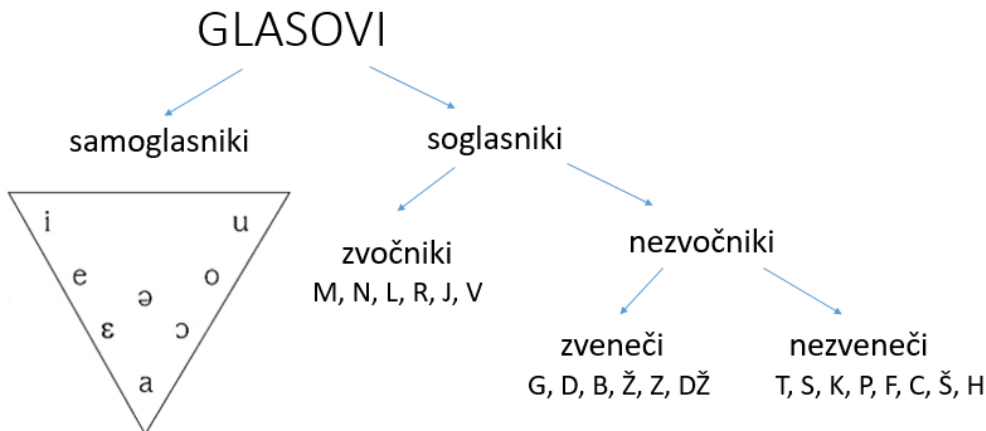 GLASOVI
samoglasniki
soglasniki
i u
e o
ə
ɛ ɔ
a
zvočniki
M, N, L, R, J, V
nezvočniki
zveneči
G, D, B, Ž, Z, DŽ
nezveneči
T, S, K, P, F, C, Š, H